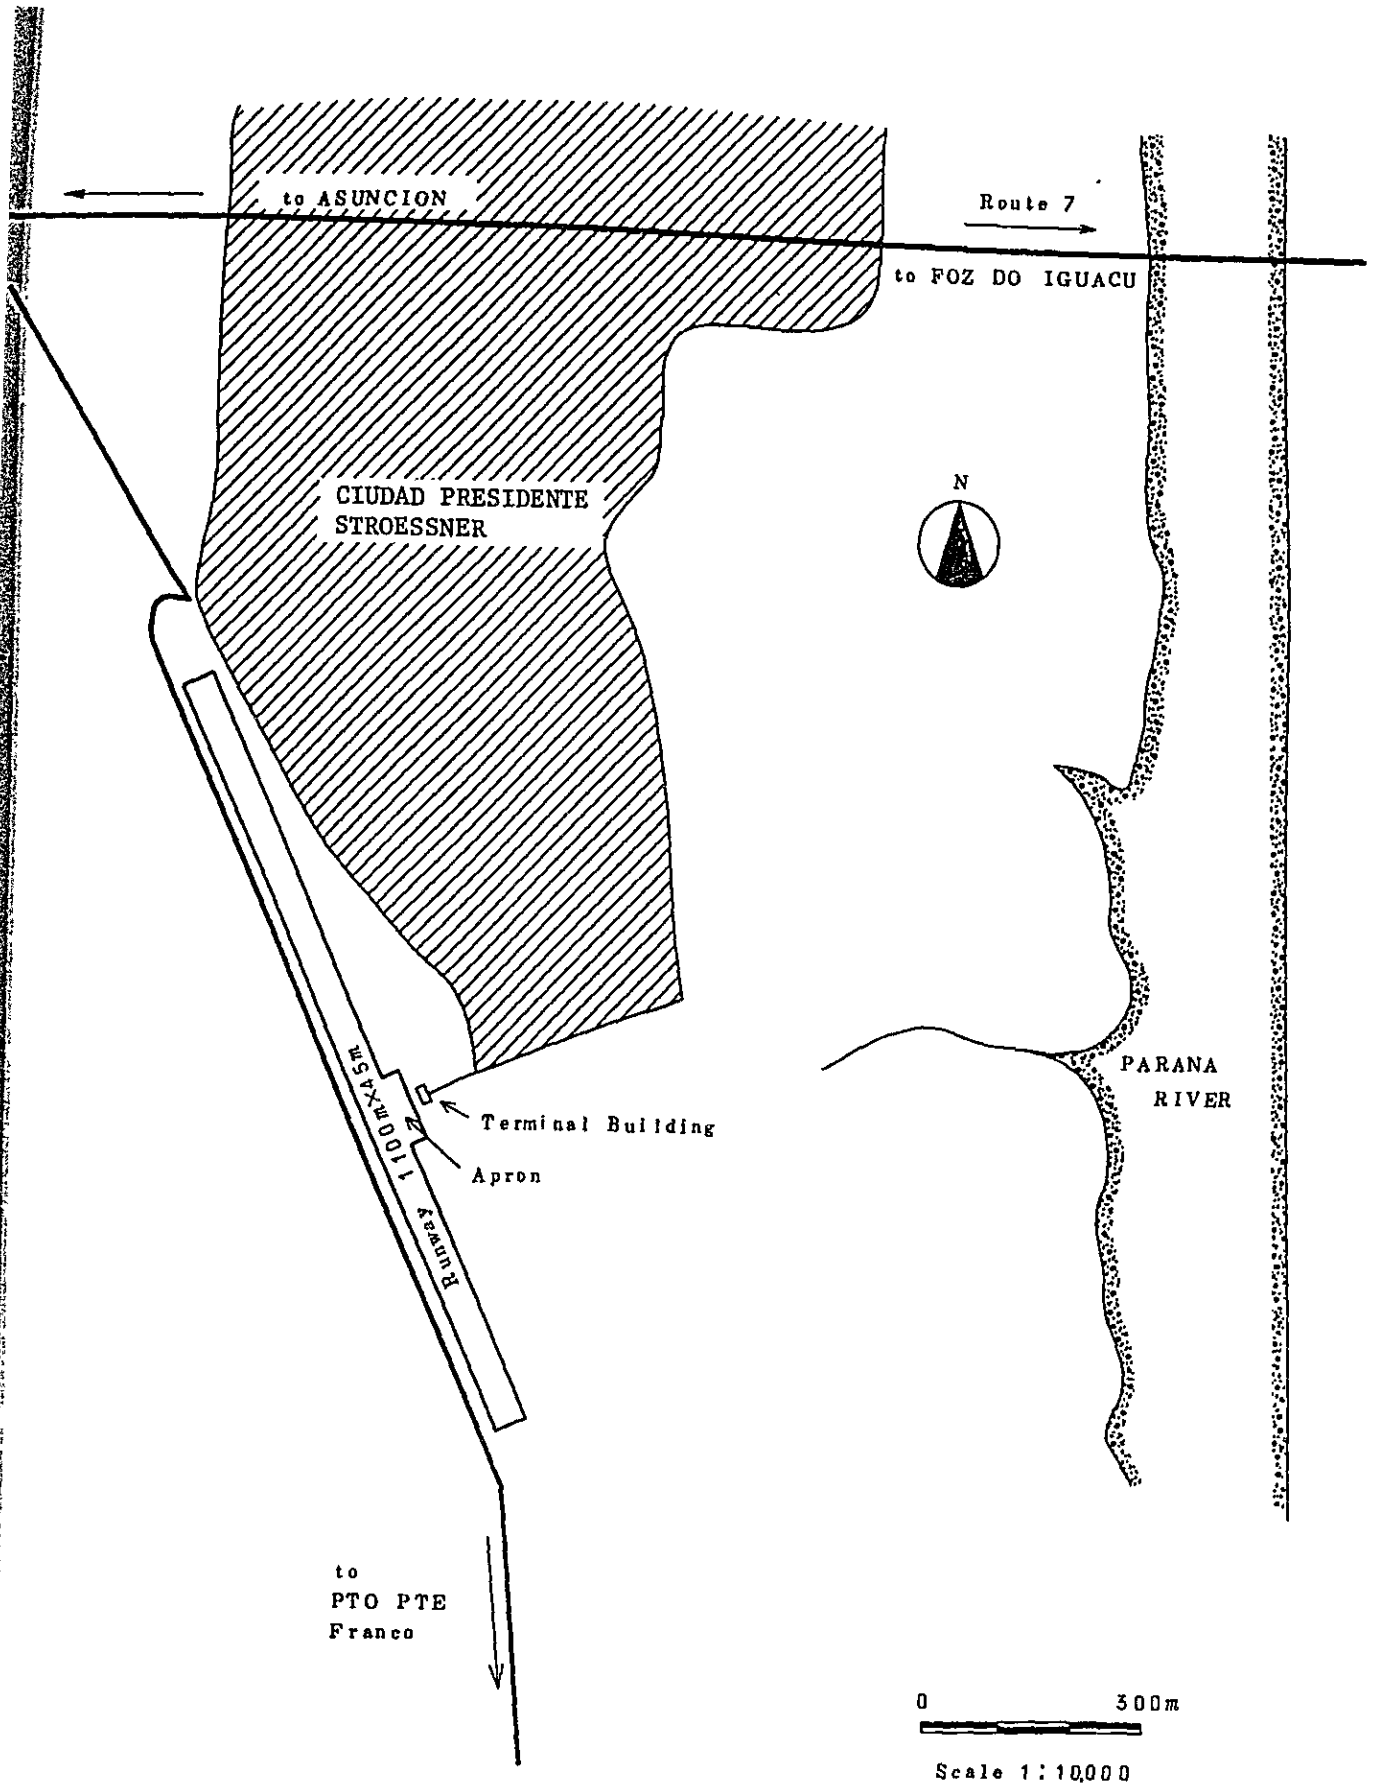 to ASUNCION
Route 7
to FOZ DO IGUACU
CIUDAD PRESIDENTE
STROESSNER
N
Runway 1100m×45m
PARANA
RIVER
Terminal Building
Apron
to
PTO PTE
Franco
0 300m
Scale 1:10,000